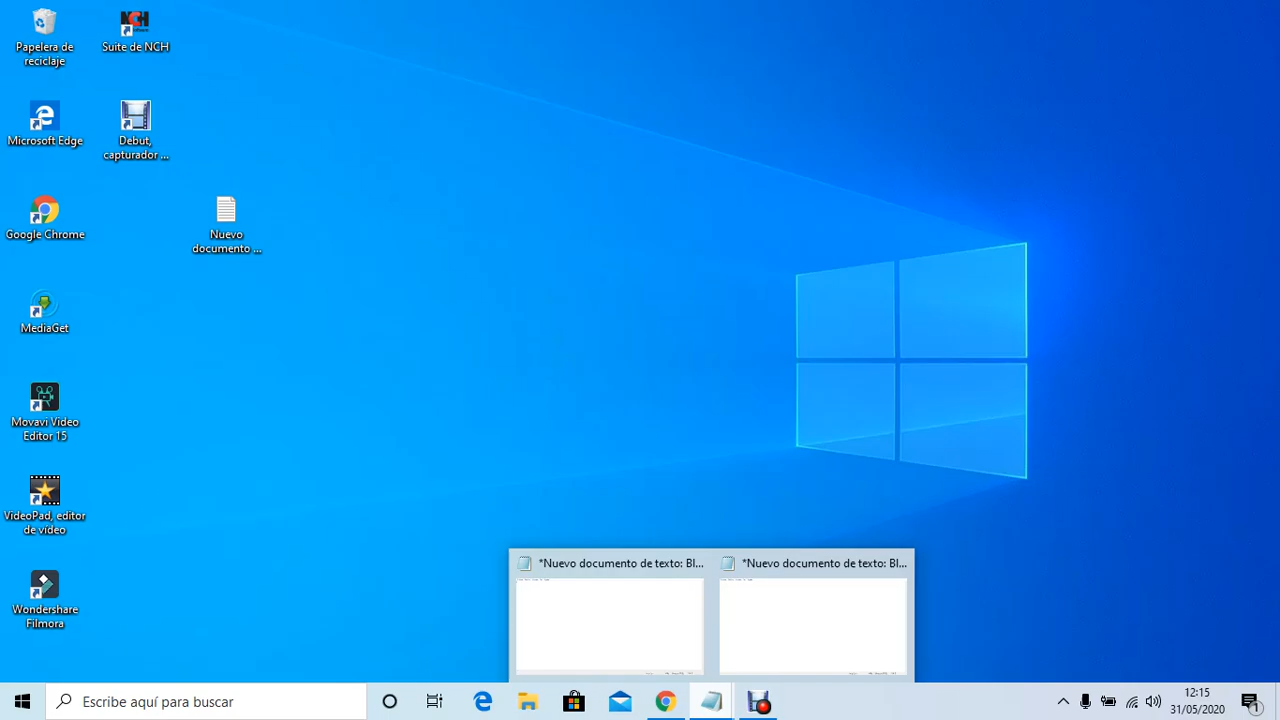 Papelera de
reciclaje
NCH
Suite de NCH
Microsoft Edge
Debut,
capturador ...
Google Chrome
Nuevo
documento ...
MediaGet
Movavi Video
Editor 15
VideoPad, editor
de vídeo
Wondershare
Filmora
*Nuevo documento de texto: Bl...
*Nuevo documento de texto: Bl...
Escribe aquí para buscar
12:15
31/05/2020
1